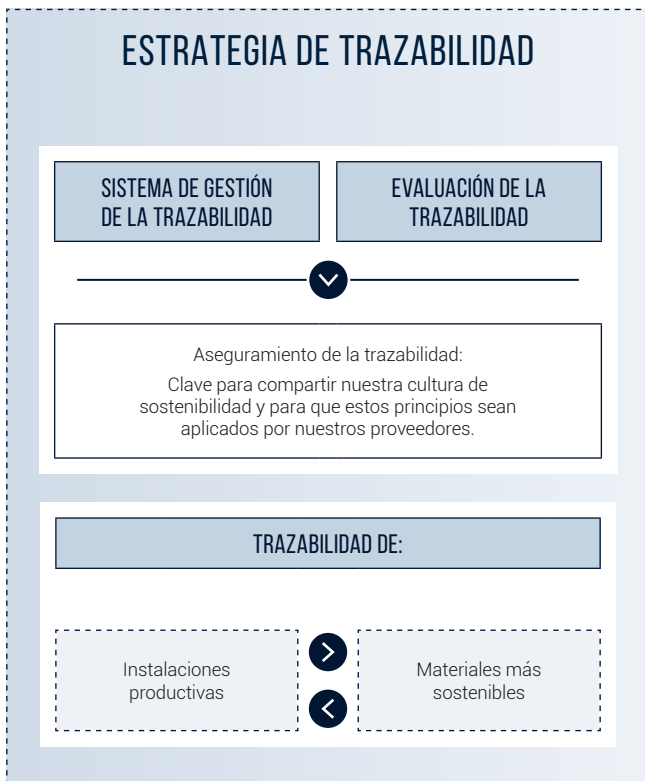 ESTRATEGIA DE TRAZABILIDAD
SISTEMA DE GESTIÓN
DE LA TRAZABILIDAD
EVALUACIÓN DE LA
TRAZABILIDAD
Aseguramiento de la trazabilidad:
Clave para compartir nuestra cultura de
sostenibilidad y para que estos principios sean
aplicados por nuestros proveedores.
TRAZABILIDAD DE:
Instalaciones
productivas
Materiales más
sostenibles